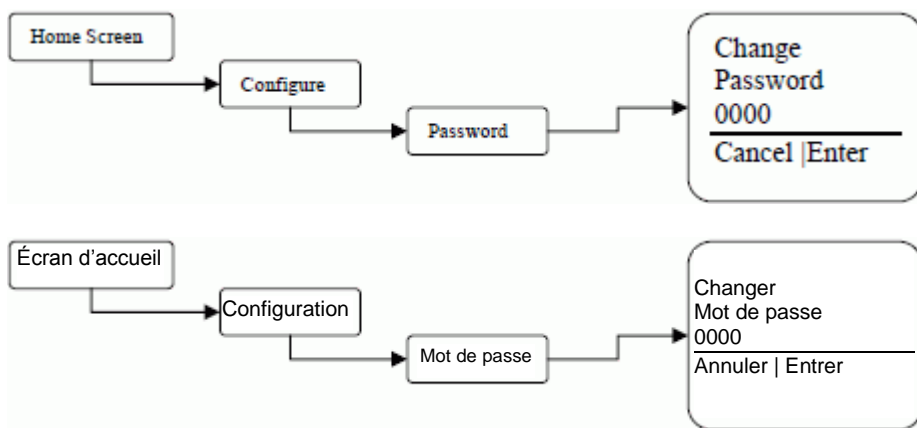 Home Screen
Configure
Password
Change
Password
0000
Cancel |Enter
Écran d’accueil
Configuration
Mot de passe
Changer
Mot de passe
0000
Annuler | Entrer